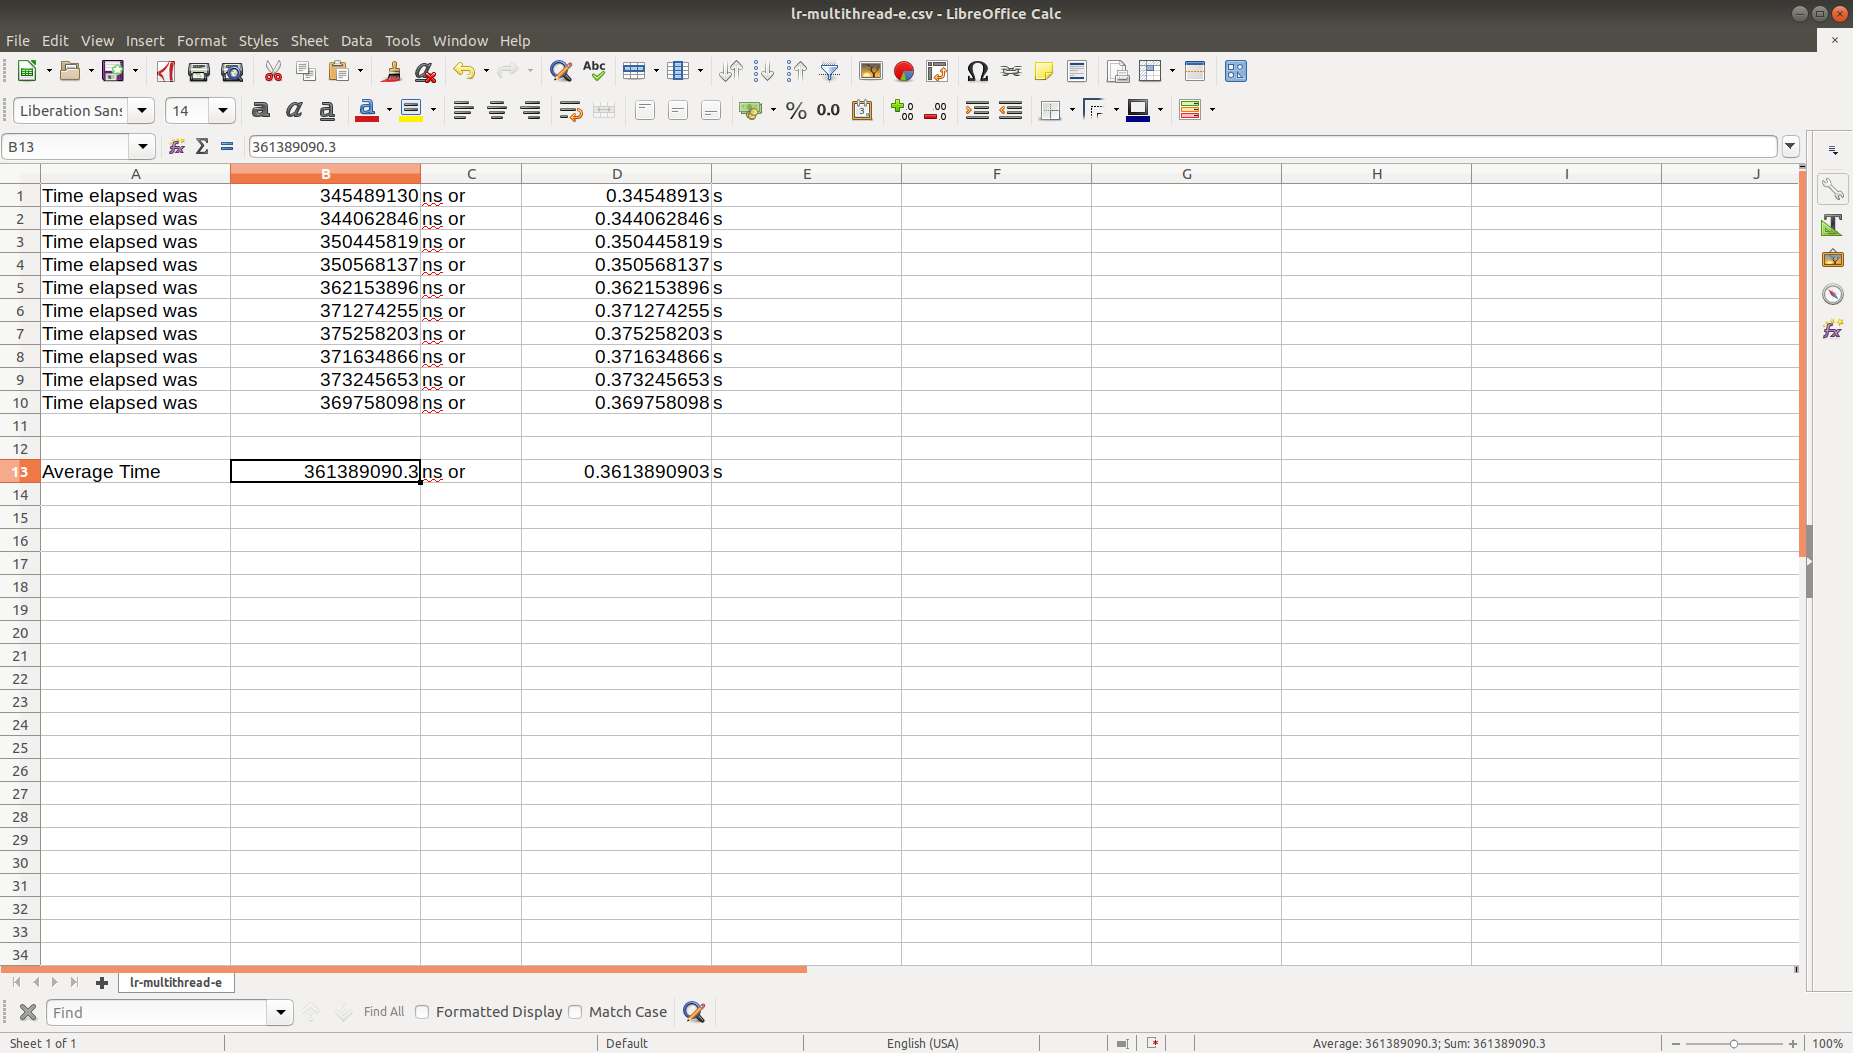 lr-multithread-e.csv - LibreOffice Calc
File Edit View Insert Format Styles Sheet Data Tools Window Help
Abc
Liberation Sans 14 a a a a % 0.0
B13 361389090.3
A B C D E F G H I J
1 Time elapsed was 345489130 ns or 0.34548913 s
2 Time elapsed was 344062846 ns or 0.344062846 s
3 Time elapsed was 350445819 ns or 0.350445819 s
4 Time elapsed was 350568137 ns or 0.350568137 s
5 Time elapsed was 362153896 ns or 0.362153896 s
6 Time elapsed was 371274255 ns or 0.371274255 s
7 Time elapsed was 375258203 ns or 0.375258203 s
8 Time elapsed was 371634866 ns or 0.371634866 s
9 Time elapsed was 373245653 ns or 0.373245653 s
10 Time elapsed was 369758098 ns or 0.369758098 s
11
12
13 Average Time 361389090.3 ns or 0.3613890903 s
14
15
16
17
18
19
20
21
22
23
24
25
26
27
28
29
30
31
32
33
34
lr-multithread-e
Find Find All Formatted Display Match Case
Sheet 1 of 1 Default English (USA) Average: 361389090.3; Sum: 361389090.3 100%